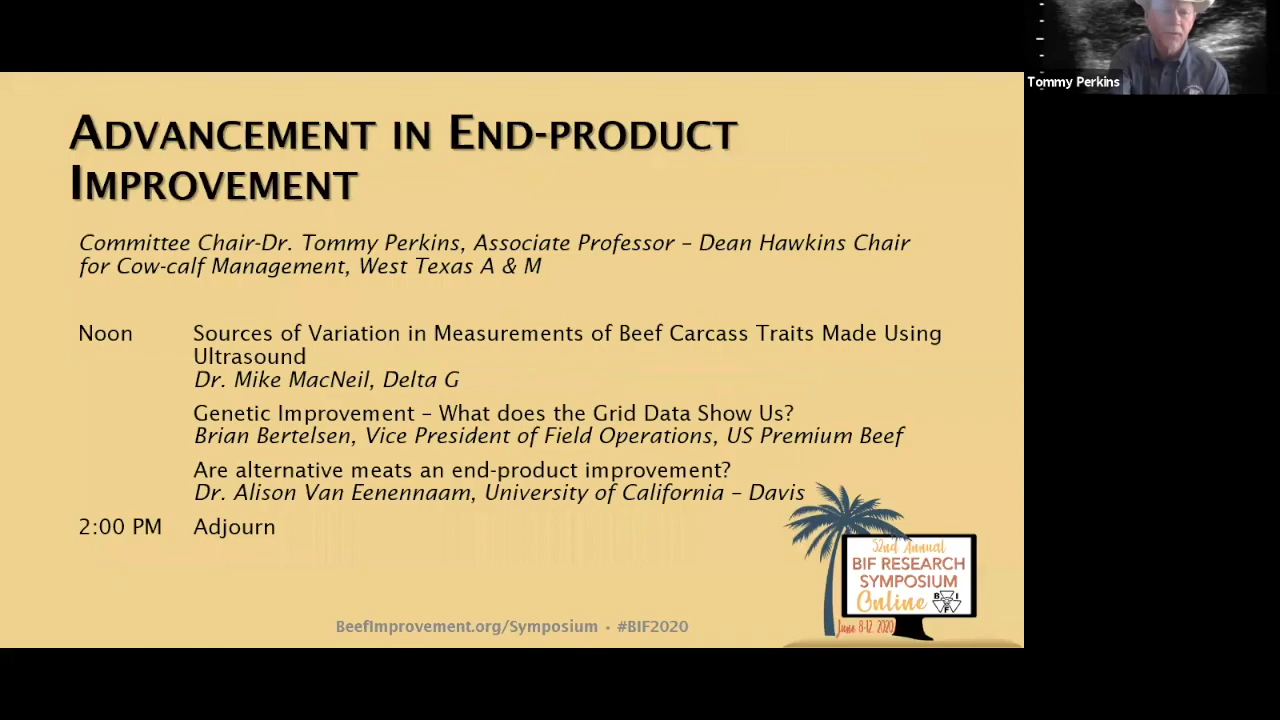 Tommy Perkins
ADVANCEMENT IN END-PRODUCT
IMPROVEMENT
Committee Chair-Dr. Tommy Perkins, Associate Professor – Dean Hawkins Chair
for Cow-calf Management, West Texas A & M
Noon Sources of Variation in Measurements of Beef Carcass Traits Made Using
Ultrasound
Dr. Mike MacNeil, Delta G
Genetic Improvement – What does the Grid Data Show Us?
Brian Bertelsen, Vice President of Field Operations, US Premium Beef
Are alternative meats an end-product improvement?
Dr. Alison Van Eenennaam, University of California – Davis
2:00 PM Adjourn
52nd Annual
BIF RESEARCH
SYMPOSIUM
Online
B I
F
June 8-12, 2020
BeefImprovement.org/Symposium • #BIF2020